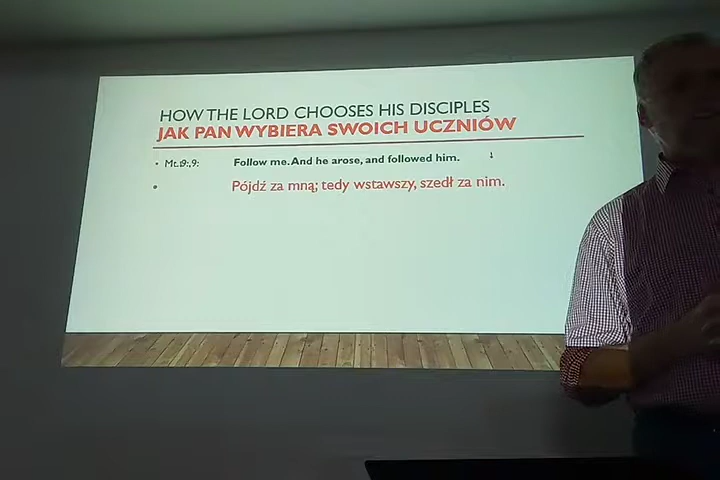 HOW THE LORD CHOOSES HIS DISCIPLES
JAK PAN WYBIERA SWOICH UCZNIÓW
• Follow me. And he arose, and followed him.
• Pójdź za mną; tedy wstawszy, szedł za nim.